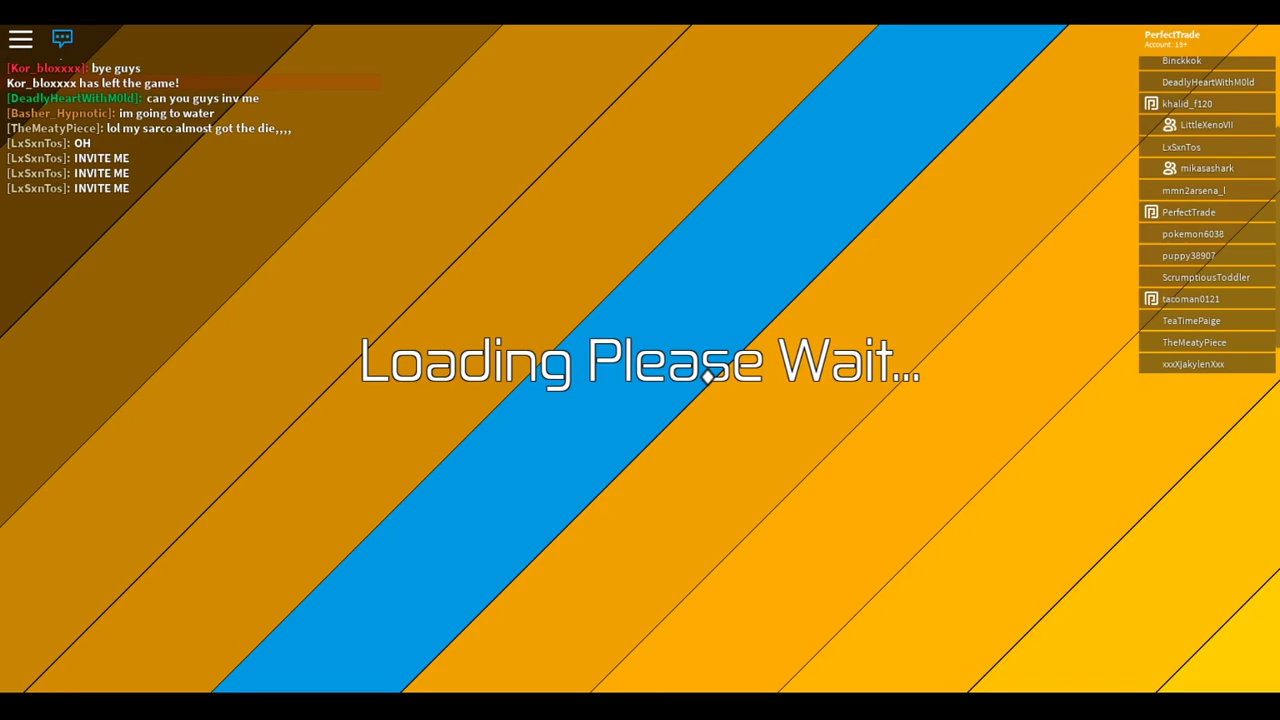 [Kor_bloxxxx]: bye guys
Kor_bloxxxx has left the game!
[DeadlyHeartWithM0ld]: can you guys inv me
[Basher_Hypnotic]: im going to water
[TheMeatyPiece]: lol my sarco almost got the die,,,,
[LxSxnTos]: OH
[LxSxnTos]: INVITE ME
[LxSxnTos]: INVITE ME
[LxSxnTos]: INVITE ME
Loading Please Wait...
PerfectTrade
Account: 13+
Binckkok
DeadlyHeartWithM0ld
khalid_f120
LittleXenoVII
LxSxnTos
mikasashark
mmn2arsena_l
PerfectTrade
pokemon6038
puppy38907
ScrumptiousToddler
tacoman0121
TeaTimePaige
TheMeatyPiece
xxxXjakylenXxx